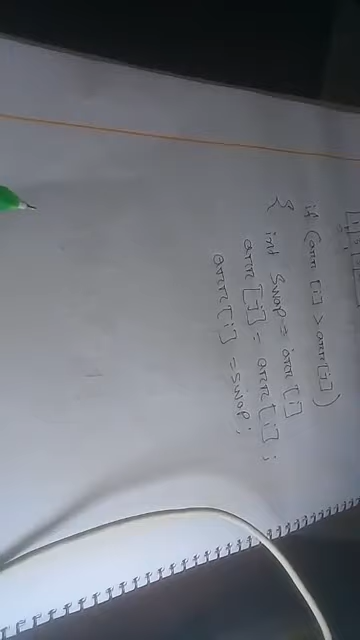 if (arr [i] > arr[j])
{ int swap = arr[i]
arr[j] = arr[i];
arr[i] = swap;